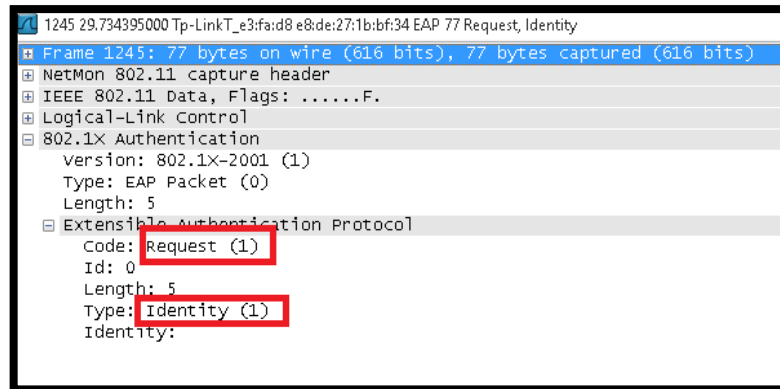 1245 29.734395000 Tp-LinkT_e3:fa:d8 e8:de:27:1b:bf:34 EAP 77 Request, Identity
Frame 1245: 77 bytes on wire (616 bits), 77 bytes captured (616 bits)
NetMon 802.11 capture header
IEEE 802.11 Data, Flags: ......F.
Logical-Link Control
802.1X Authentication
Version: 802.1X-2001 (1)
Type: EAP Packet (0)
Length: 5
Extensible Authentication Protocol
Code: Request (1)
Id: 0
Length: 5
Type: Identity (1)
Identity: